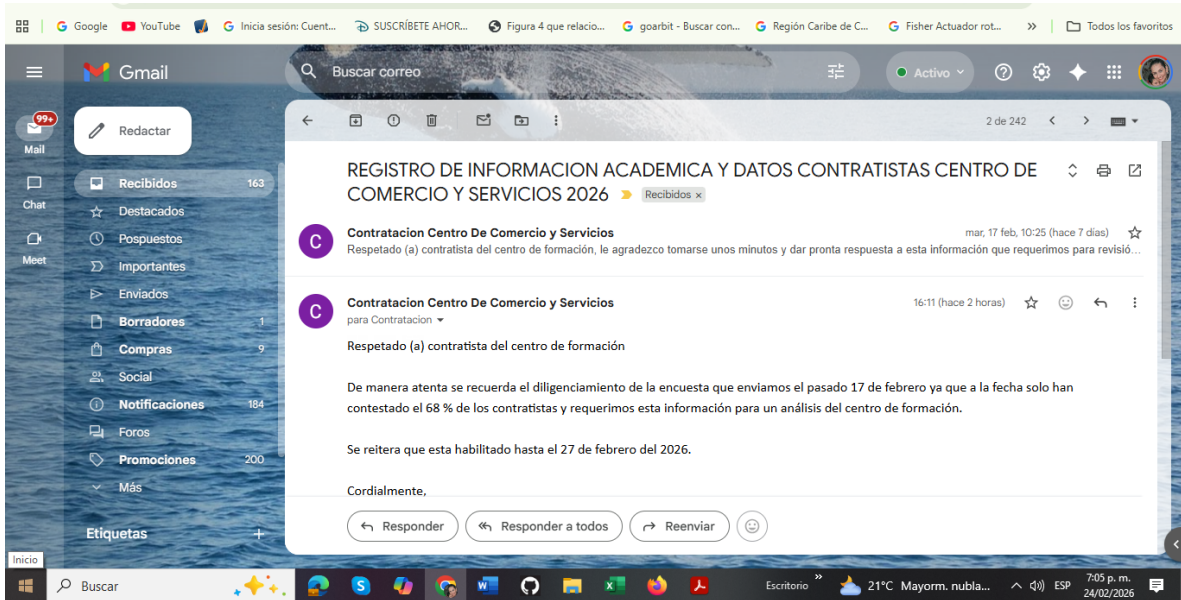 Google
YouTube
Inicia sesión: Cuent...
SUSCRÍBETE AHOR...
Figura 4 que relacio...
goarbit - Buscar con...
Región Caribe de C...
Fisher Actuador rot...
»
Todos los favoritos
Gmail
Buscar correo
Activo
99+
Mail
Chat
Meet
Redactar
Recibidos 163
Destacados
Pospuestos
Importantes
Enviados
Borradores 1
Compras 9
Social
Notificaciones 184
Foros
Promociones 200
Más
Etiquetas +
Inicio
2 de 242
REGISTRO DE INFORMACION ACADEMICA Y DATOS CONTRATISTAS CENTRO DE
COMERCIO Y SERVICIOS 2026 Recibidos ×
C
Contratacion Centro De Comercio y Servicios mar, 17 feb, 10:25 (hace 7 días)
Respetado (a) contratista del centro de formación, le agradezco tomarse unos minutos y dar pronta respuesta a esta información que requerimos para revisió...
C
Contratacion Centro De Comercio y Servicios 16:11 (hace 2 horas)
para Contratacion
Respetado (a) contratista del centro de formación
De manera atenta se recuerda el diligenciamiento de la encuesta que enviamos el pasado 17 de febrero ya que a la fecha solo han
contestado el 68 % de los contratistas y requerimos esta información para un análisis del centro de formación.
Se reitera que esta habilitado hasta el 27 de febrero del 2026.
Cordialmente,
Responder
Responder a todos
Reenviar
Buscar
Escritorio »
21°C Mayorm. nubla...
ESP
7:05 p. m.
24/02/2026